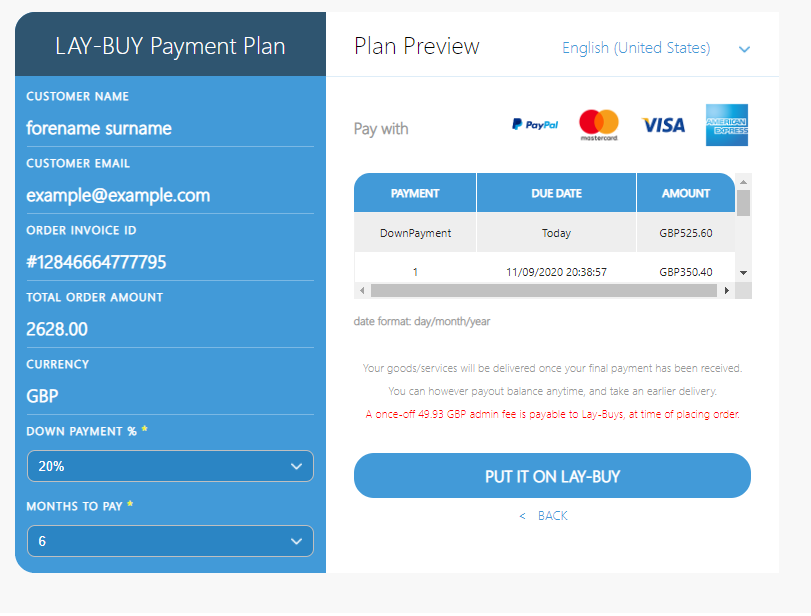 LAY-BUY Payment Plan
CUSTOMER NAME
forename surname
CUSTOMER EMAIL
example@example.com
ORDER INVOICE ID
#12846664777795
TOTAL ORDER AMOUNT
2628.00
CURRENCY
GBP
DOWN PAYMENT % *
20%
MONTHS TO PAY *
6
Plan Preview
English (United States)
Pay with
PayPal
mastercard
VISA
AMERICAN EXPRESS
PAYMENT DUE DATE AMOUNT
DownPayment Today GBP525.60
1 11/09/2020 20:38:57 GBP350.40
date format: day/month/year
Your goods/services will be delivered once your final payment has been received.
You can however payout balance anytime, and take an earlier delivery.
A once-off 49.93 GBP admin fee is payable to Lay-Buys, at time of placing order.
PUT IT ON LAY-BUY
< BACK